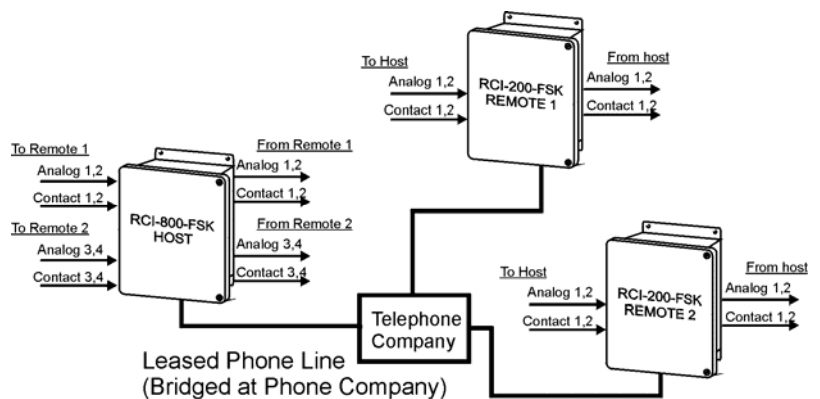 To Host
Analog 1,2
Contact 1,2
RCI-200-FSK
REMOTE 1
From host
Analog 1,2
Contact 1,2
To Remote 1
Analog 1,2
Contact 1,2
To Remote 2
Analog 3,4
Contact 3,4
RCI-800-FSK
HOST
From Remote 1
Analog 1,2
Contact 1,2
From Remote 2
Analog 3,4
Contact 3,4
To Host
Analog 1,2
Contact 1,2
RCI-200-FSK
REMOTE 2
From host
Analog 1,2
Contact 1,2
Telephone
Company
Leased Phone Line
(Bridged at Phone Company)